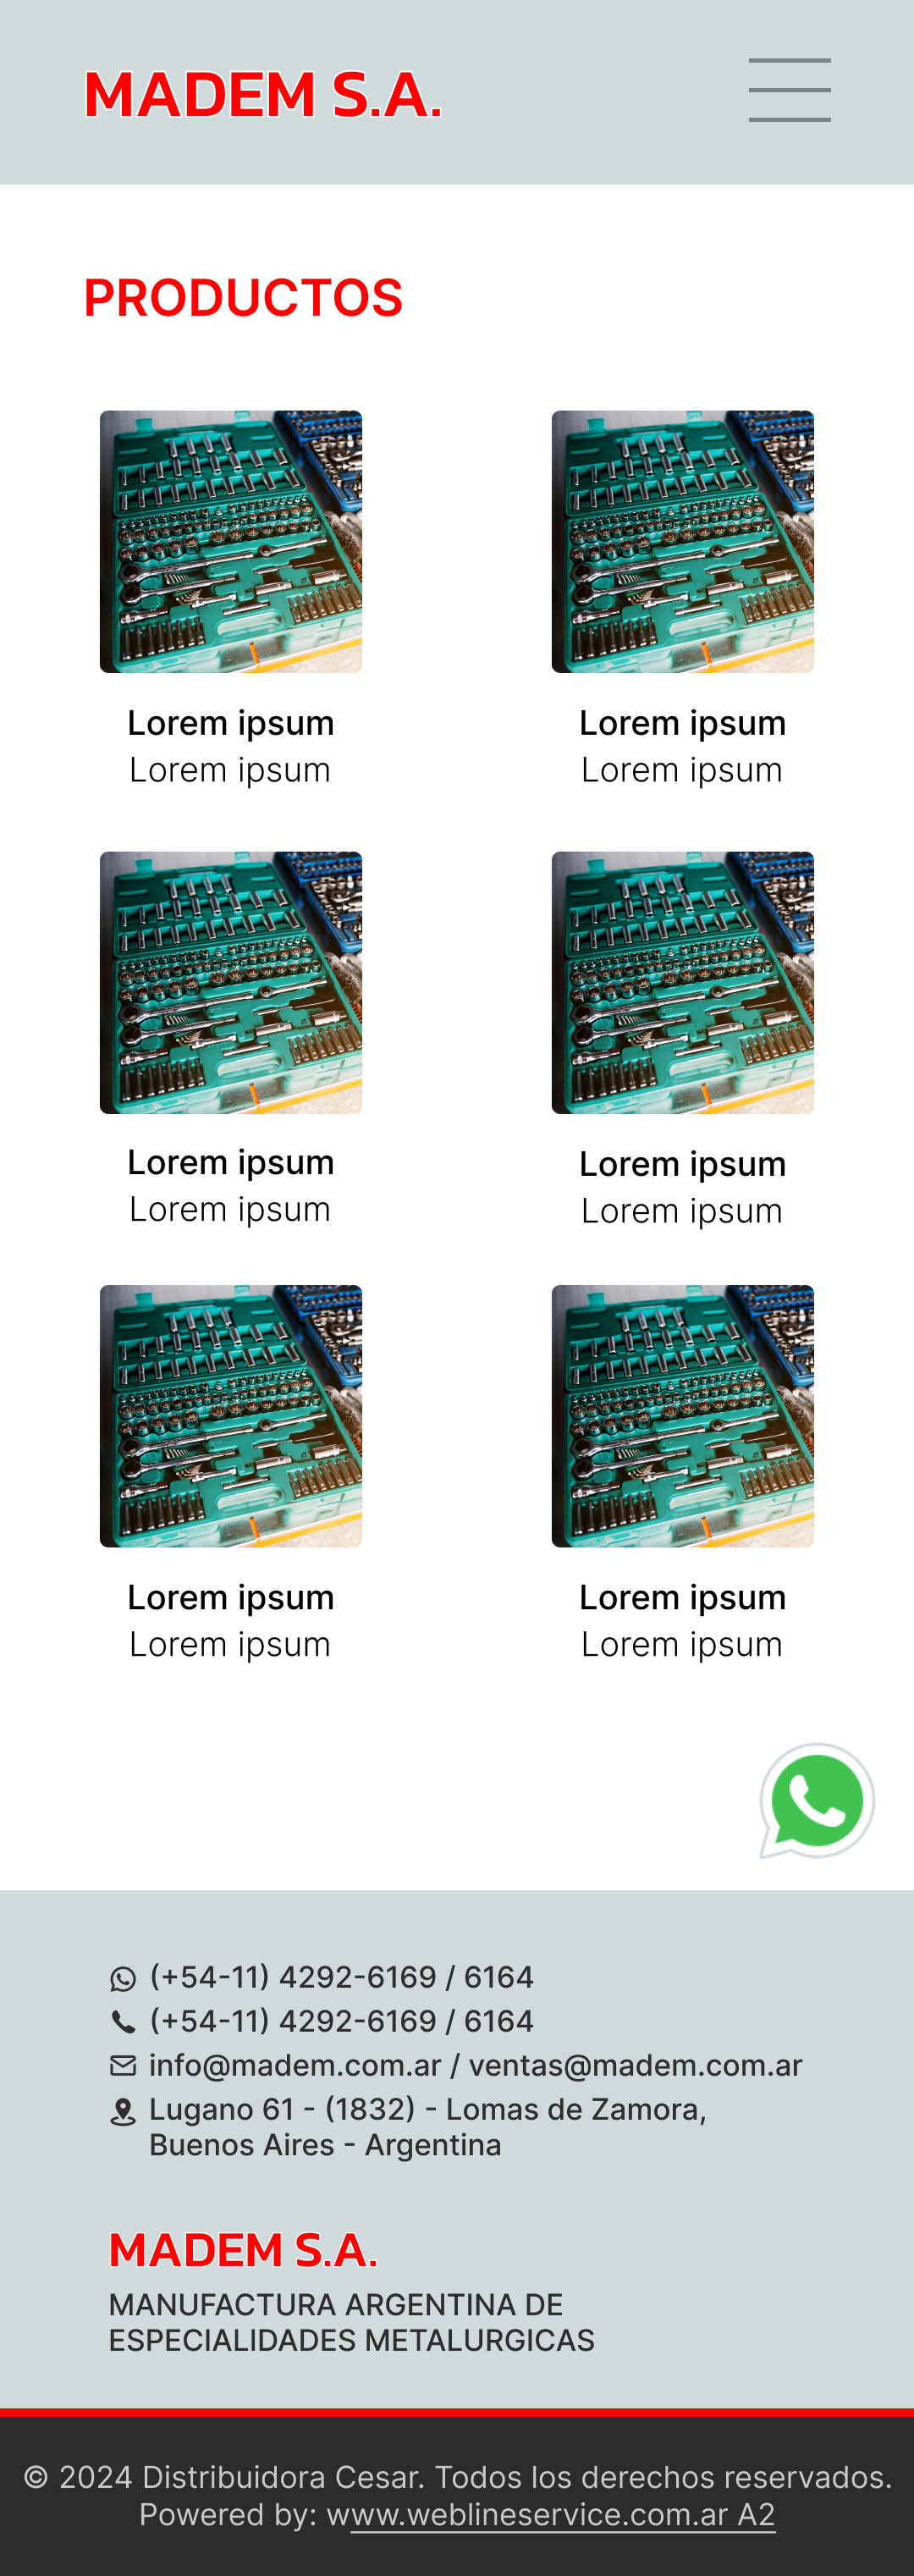 MADEM S.A.
PRODUCTOS
Lorem ipsum
Lorem ipsum
Lorem ipsum
Lorem ipsum
Lorem ipsum
Lorem ipsum
Lorem ipsum
Lorem ipsum
Lorem ipsum
Lorem ipsum
Lorem ipsum
Lorem ipsum
(+54-11) 4292-6169 / 6164
(+54-11) 4292-6169 / 6164
info@madem.com.ar / ventas@madem.com.ar
Lugano 61 - (1832) - Lomas de Zamora,
Buenos Aires - Argentina
MADEM S.A.
MANUFACTURA ARGENTINA DE
ESPECIALIDADES METALURGICAS
© 2024 Distribuidora Cesar. Todos los derechos reservados.
Powered by: www.weblineservice.com.ar A2